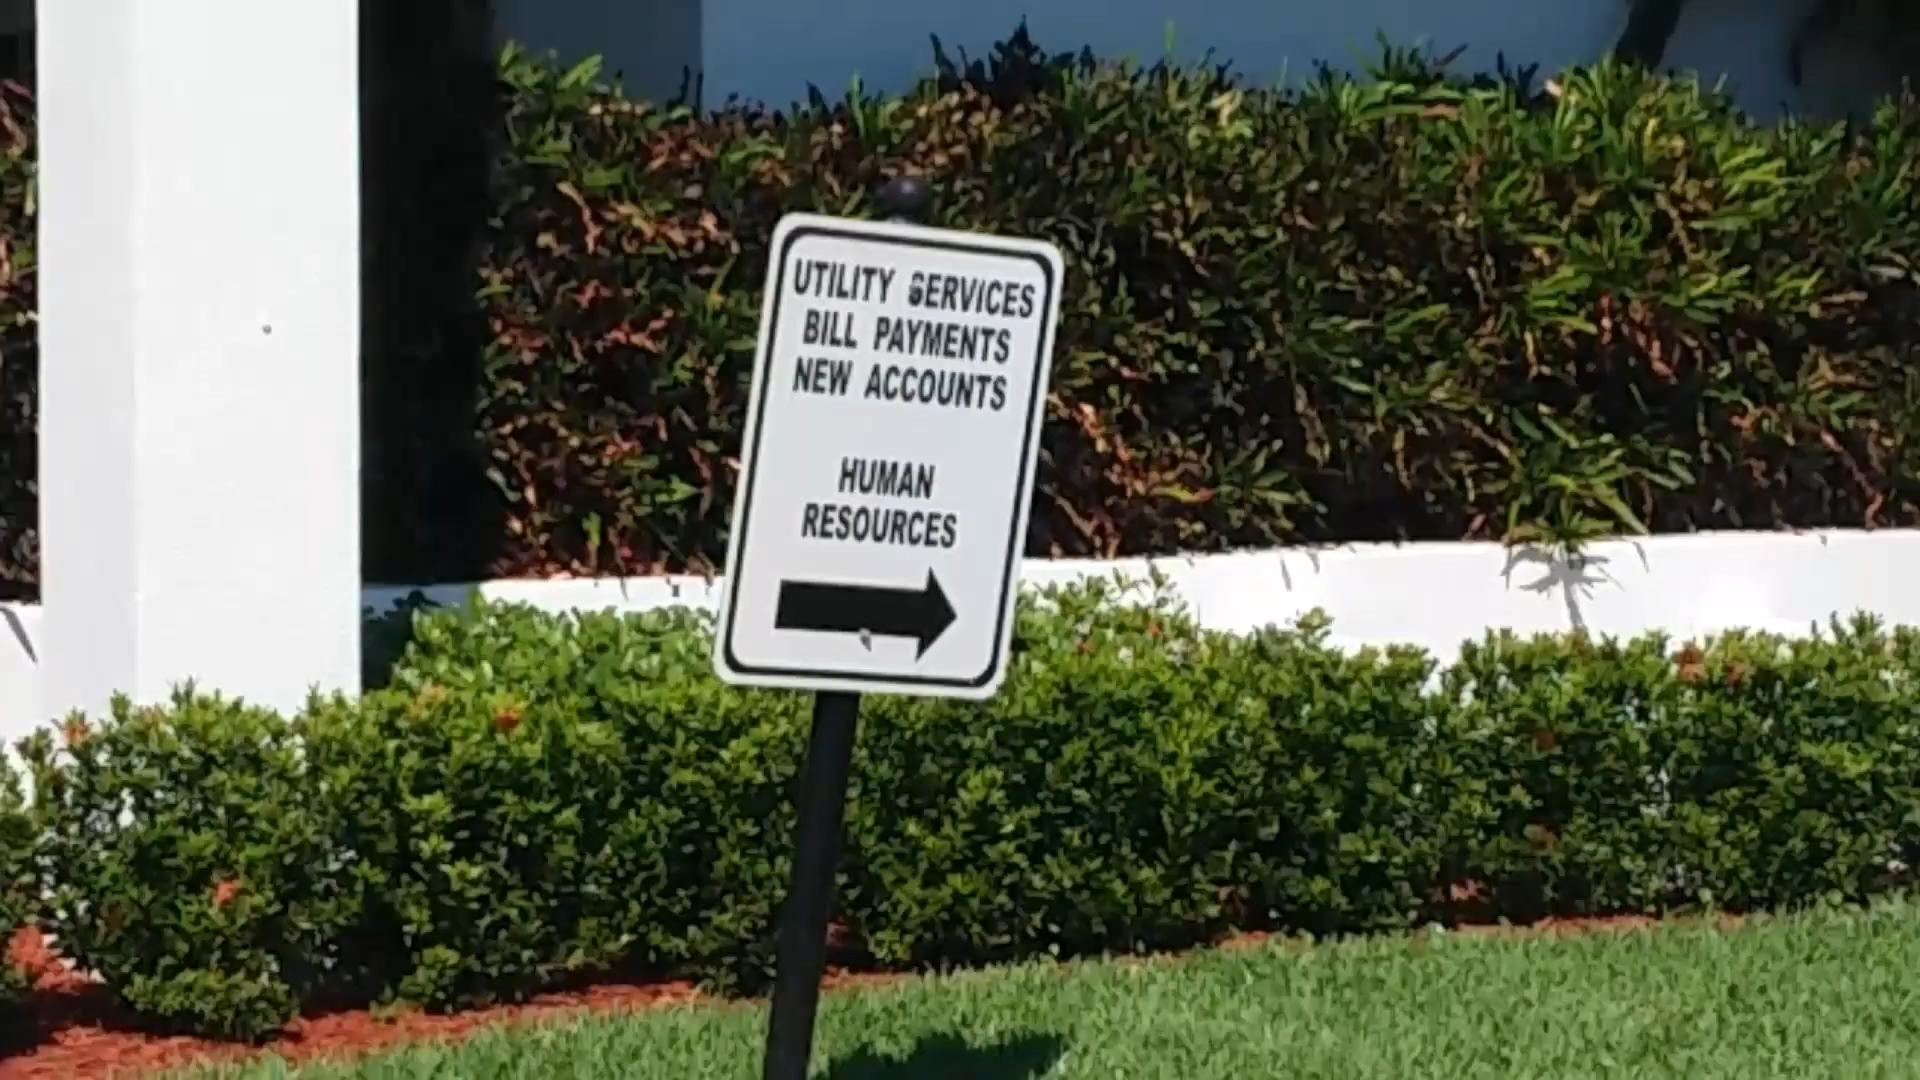 UTILITY SERVICES
BILL PAYMENTS
NEW ACCOUNTS
HUMAN
RESOURCES